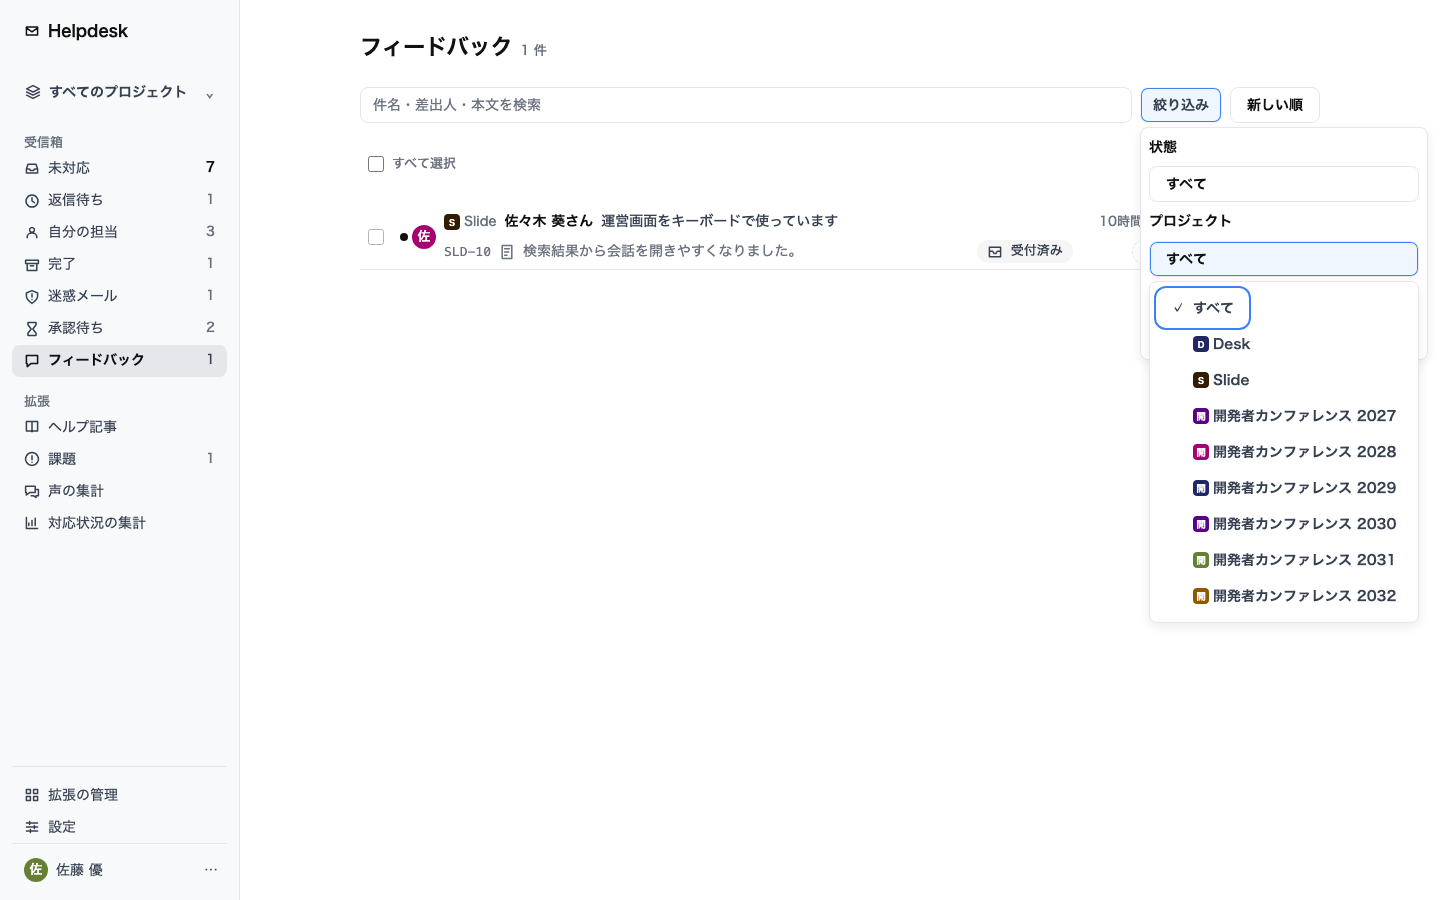 Helpdesk
すべてのプロジェクト
受信箱
未対応 7
返信待ち 1
自分の担当 3
完了 1
迷惑メール 1
承認待ち 2
フィードバック 1
拡張
ヘルプ記事
課題 1
声の集計
対応状況の集計
拡張の管理
設定
佐 佐藤 優 …
フィードバック 1 件
件名・差出人・本文を検索 絞り込み 新しい順
すべて選択
佐 S Slide 佐々木 葵さん 運営画面をキーボードで使っています 10時間
SLD-10 検索結果から会話を開きやすくなりました。 受付済み
状態
すべて
プロジェクト
すべて
✓ すべて
D Desk
S Slide
開 開発者カンファレンス 2027
開 開発者カンファレンス 2028
開 開発者カンファレンス 2029
開 開発者カンファレンス 2030
開 開発者カンファレンス 2031
開 開発者カンファレンス 2032